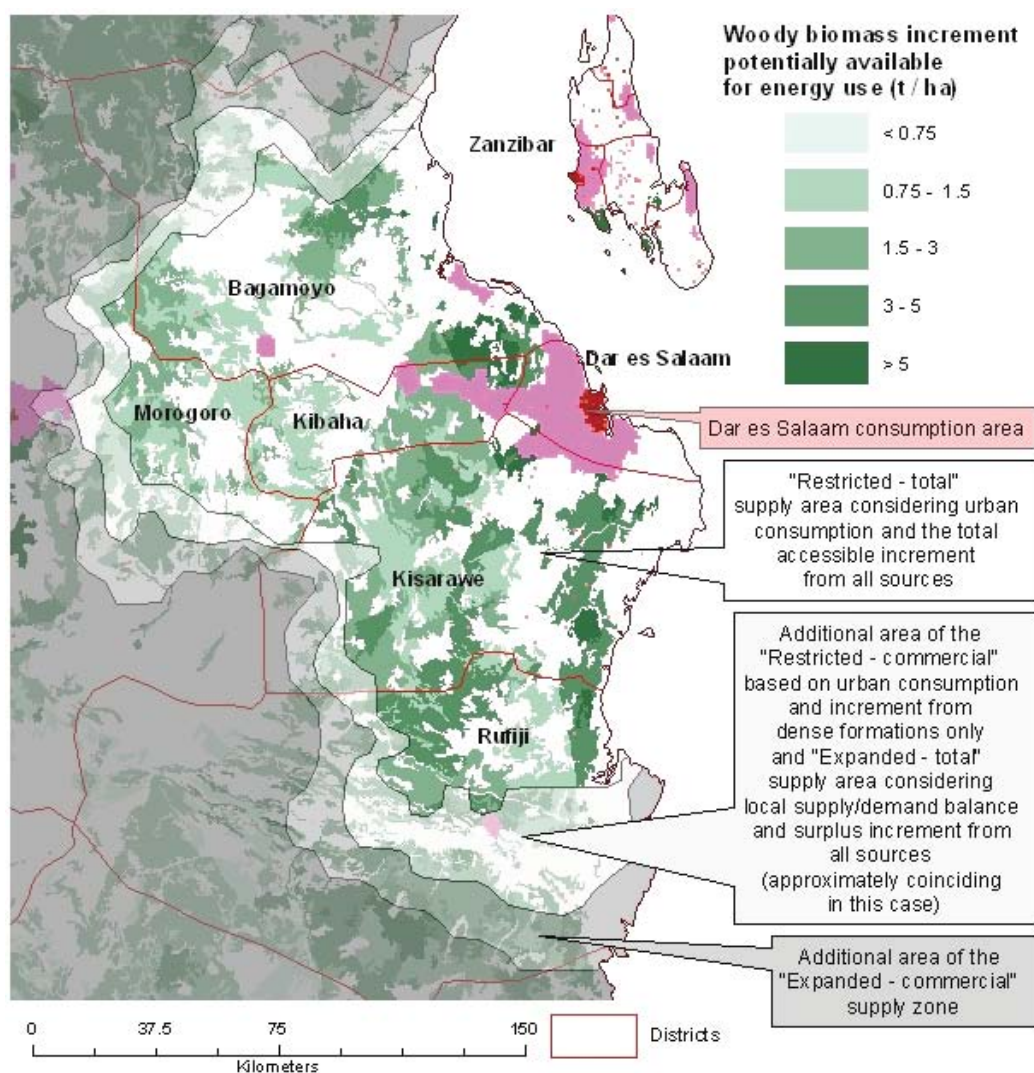 Woody biomass increment
potentially available
for energy use (t / ha)
< 0.75
0.75 - 1.5
1.5 - 3
3 - 5
> 5
Zanzibar
Bagamoyo
Dar es Salaam
Morogoro
Kibaha
Kisarawe
Rufiji
Dar es Salaam consumption area
"Restricted - total"
supply area considering urban
consumption and the total
accessible increment
from all sources
Additional area of the
"Restricted - commercial"
based on urban consumption
and increment from
dense formations only
and "Expanded - total"
supply area considering
local supply/demand balance
and surplus increment from
all sources
(approximately coinciding
in this case)
Additional area of the
"Expanded - commercial"
supply zone
0 37.5 75 150
Kilometers
Districts